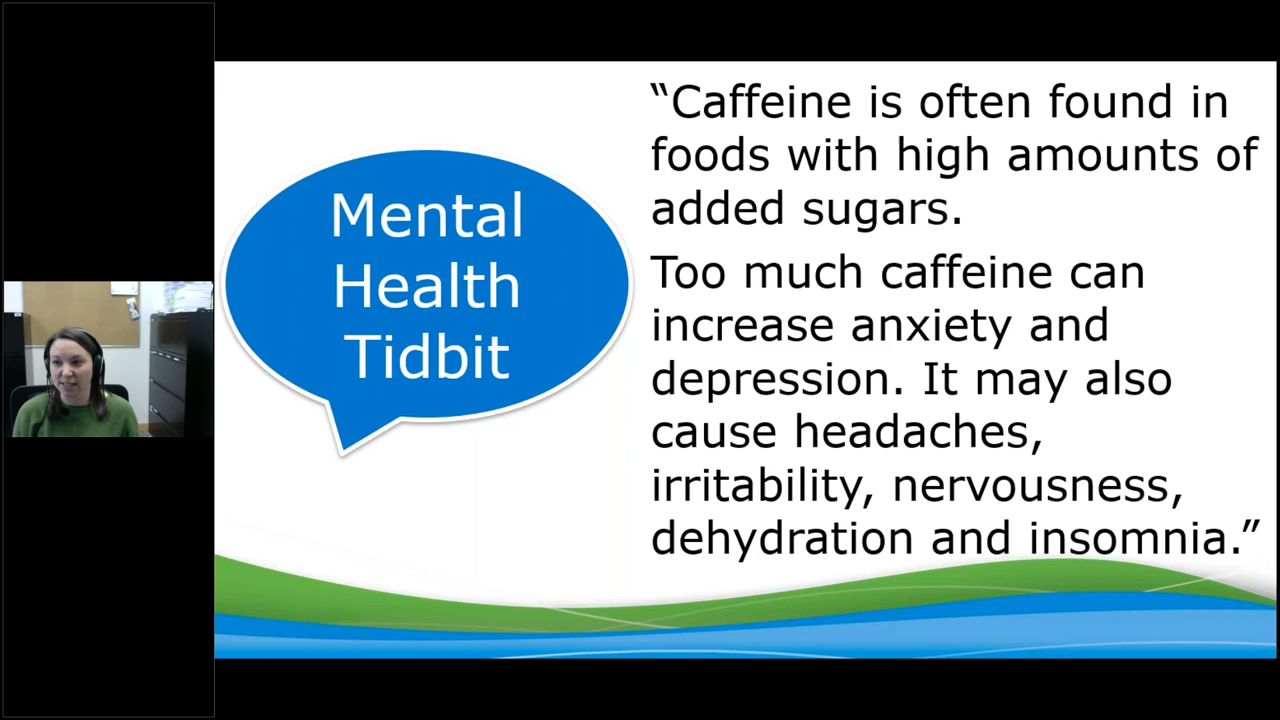 Mental
Health
Tidbit
“Caffeine is often found in
foods with high amounts of
added sugars.
Too much caffeine can
increase anxiety and
depression. It may also
cause headaches,
irritability, nervousness,
dehydration and insomnia.”